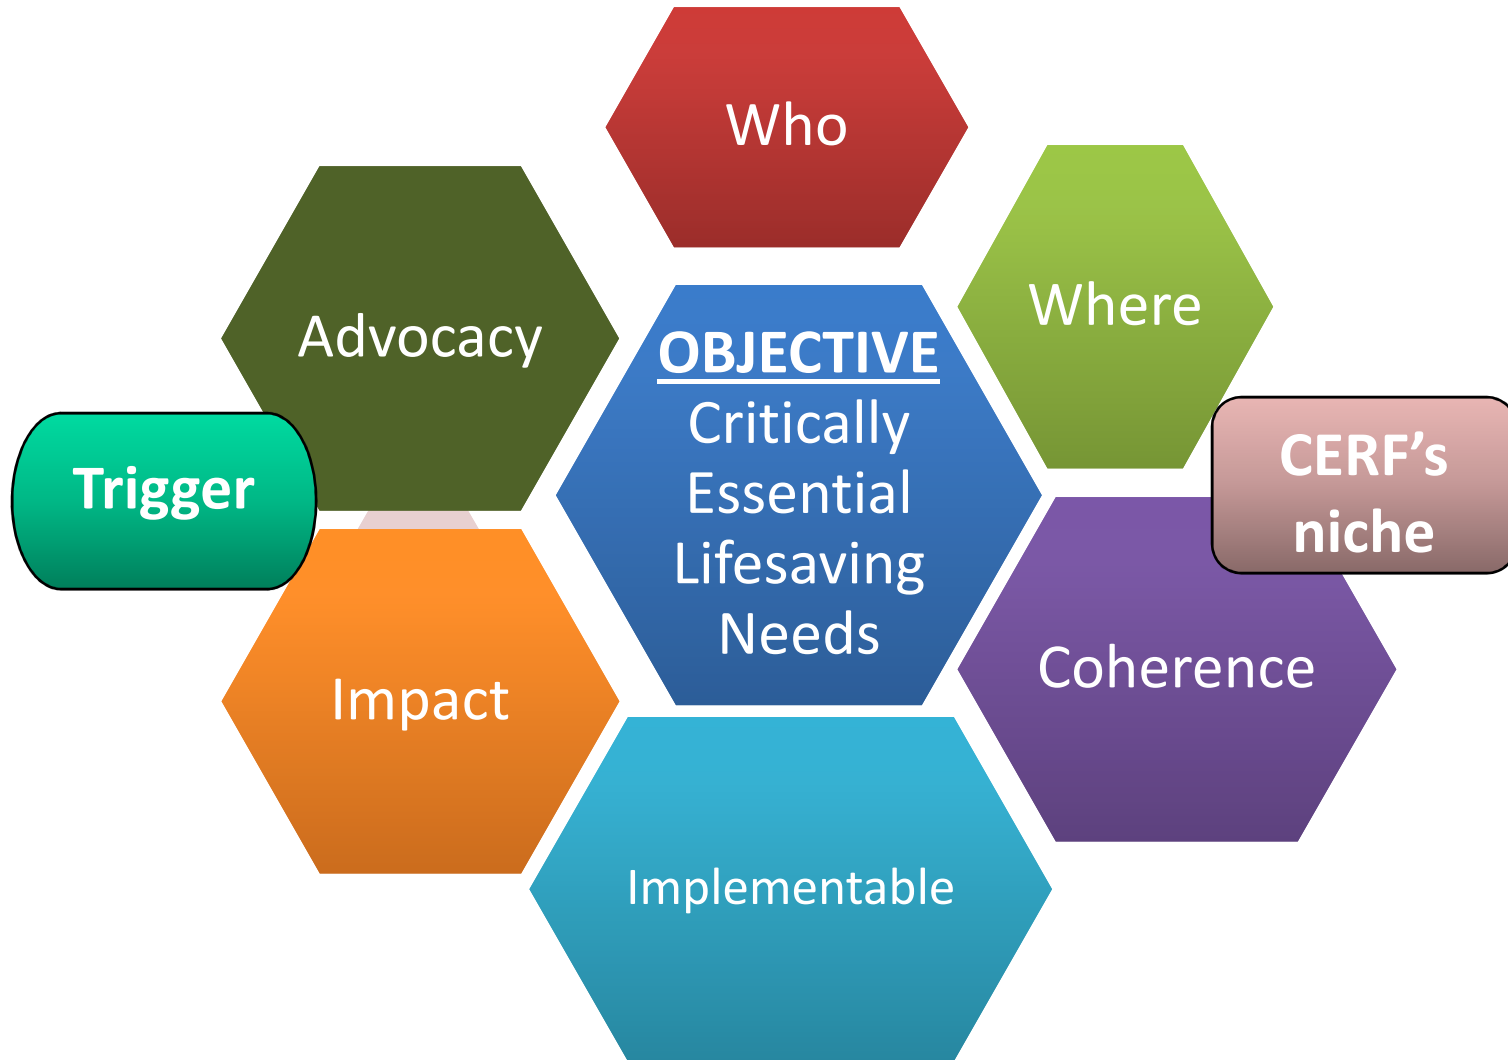 Who
Where
Advocacy
OBJECTIVE
Critically
Essential
Lifesaving
Needs
Trigger
CERF’s
niche
Coherence
Impact
Implementable